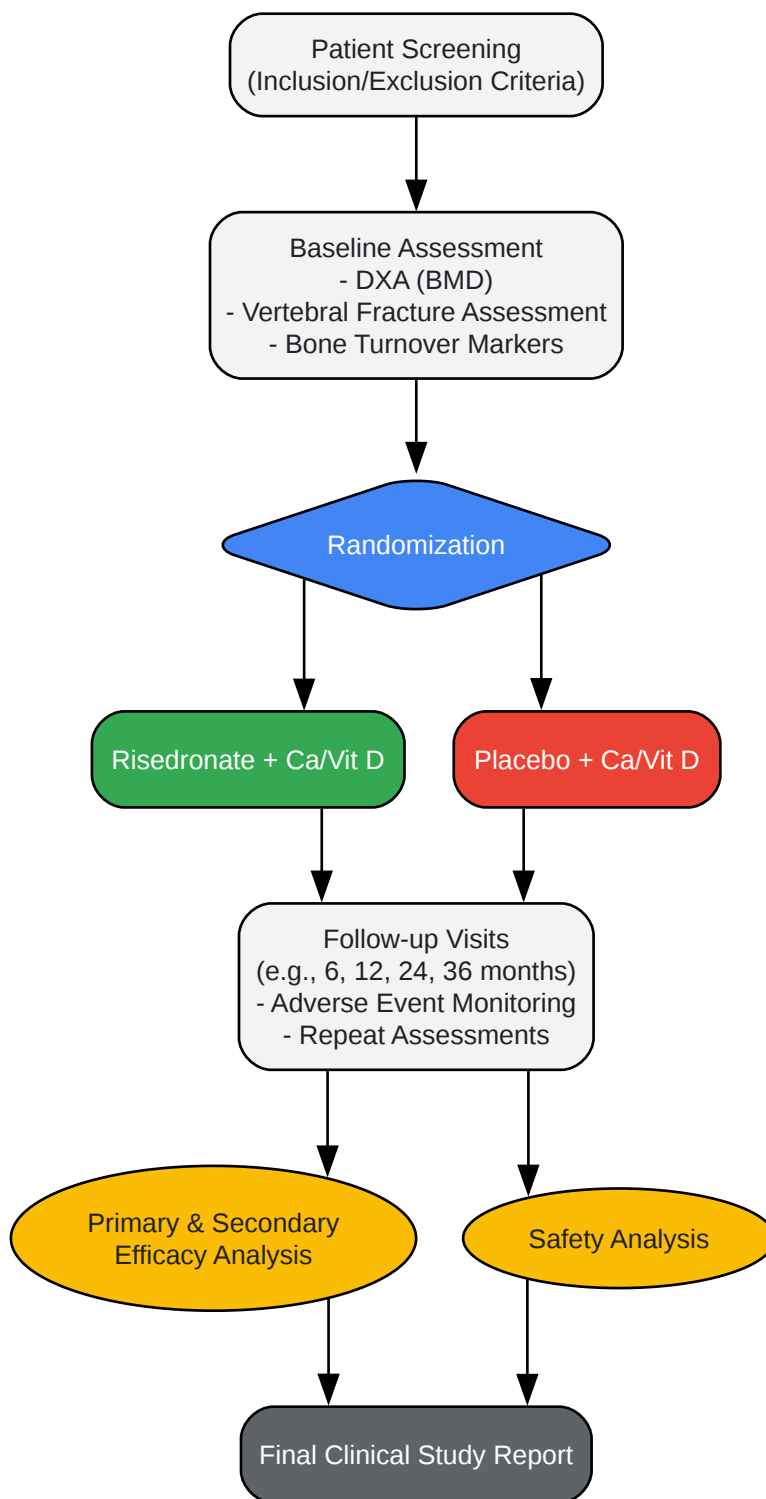 Patient Screening
(Inclusion/Exclusion Criteria)
Baseline Assessment
- DXA (BMD)
- Vertebral Fracture Assessment
- Bone Turnover Markers
Randomization
Risedronate + Ca/Vit D
Placebo + Ca/Vit D
Follow-up Visits
(e.g., 6, 12, 24, 36 months)
- Adverse Event Monitoring
- Repeat Assessments
Primary & Secondary
Efficacy Analysis
Safety Analysis
Final Clinical Study Report